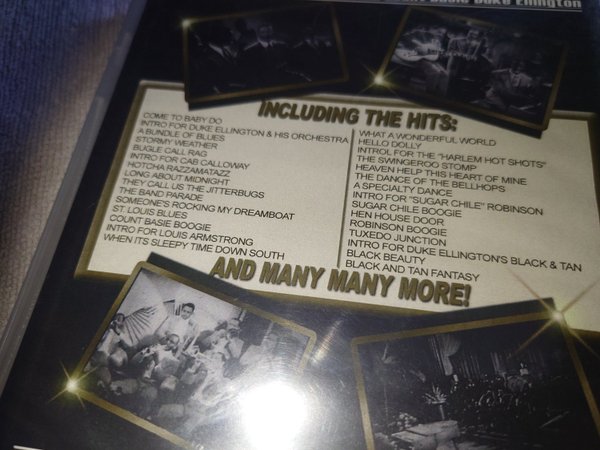 Basie Duke Ellington
INCLUDING THE HITS:
COME TO BABY DO
INTRO FOR DUKE ELLINGTON & HIS ORCHESTRA
A BUNDLE OF BLUES
STORMY WEATHER
BUGLE CALL RAG
INTRO FOR CAB CALLOWAY
HOTCHA RAZZAMATAZZ
LONG ABOUT MIDNIGHT
THEY CALL US THE JITTERBUGS
THE BAND PARADE
SOMEONE'S ROCKING MY DREAMBOAT
ST LOUIS BLUES
COUNT BASIE BOOGIE
INTRO FOR LOUIS ARMSTRONG
WHEN ITS SLEEPY TIME DOWN SOUTH
WHAT A WONDERFUL WORLD
HELLO DOLLY
INTROL FOR THE "HARLEM HOT SHOTS"
THE SWINGEROO STOMP
HEAVEN HELP THIS HEART OF MINE
THE DANCE OF THE BELLHOPS
A SPECIALTY DANCE
INTRO FOR "SUGAR CHILE" ROBINSON
SUGAR CHILE BOOGIE
HEN HOUSE DOOR
ROBINSON BOOGIE
TUXEDO JUNCTION
INTRO FOR DUKE ELLINGTON'S BLACK & TAN
BLACK BEAUTY
BLACK AND TAN FANTASY
AND MANY MANY MORE!